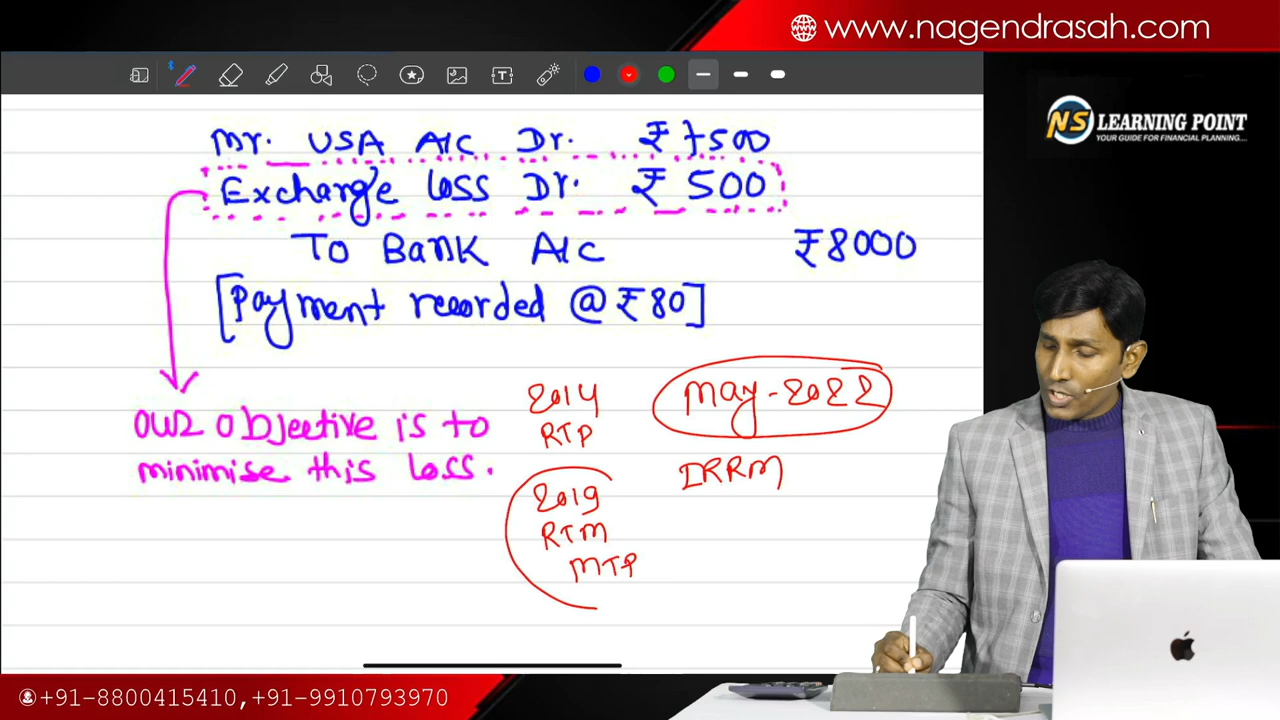 www.nagendrasah.com
NS LEARNING POINT
YOUR GUIDE FOR FINANCIAL PLANNING....
Mr. USA A/C Dr. ₹7500
Exchange loss Dr. ₹ 500
To Bank A/C ₹8000
[Payment recorded @ ₹80]
OUR Objective is to
minimise this loss.
2014
RTP
May-2022
IRRM
2019
RTM
MTP
+91-8800415410,+91-9910793970